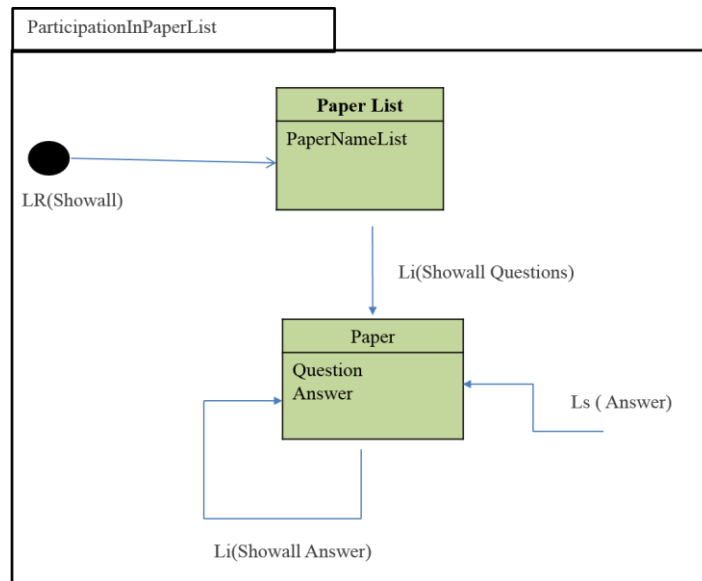 ParticipationInPaperList
Paper List
PaperNameList
LR(Showall)
Li(Showall Questions)
Paper
Question
Answer
Ls ( Answer)
Li(Showall Answer)